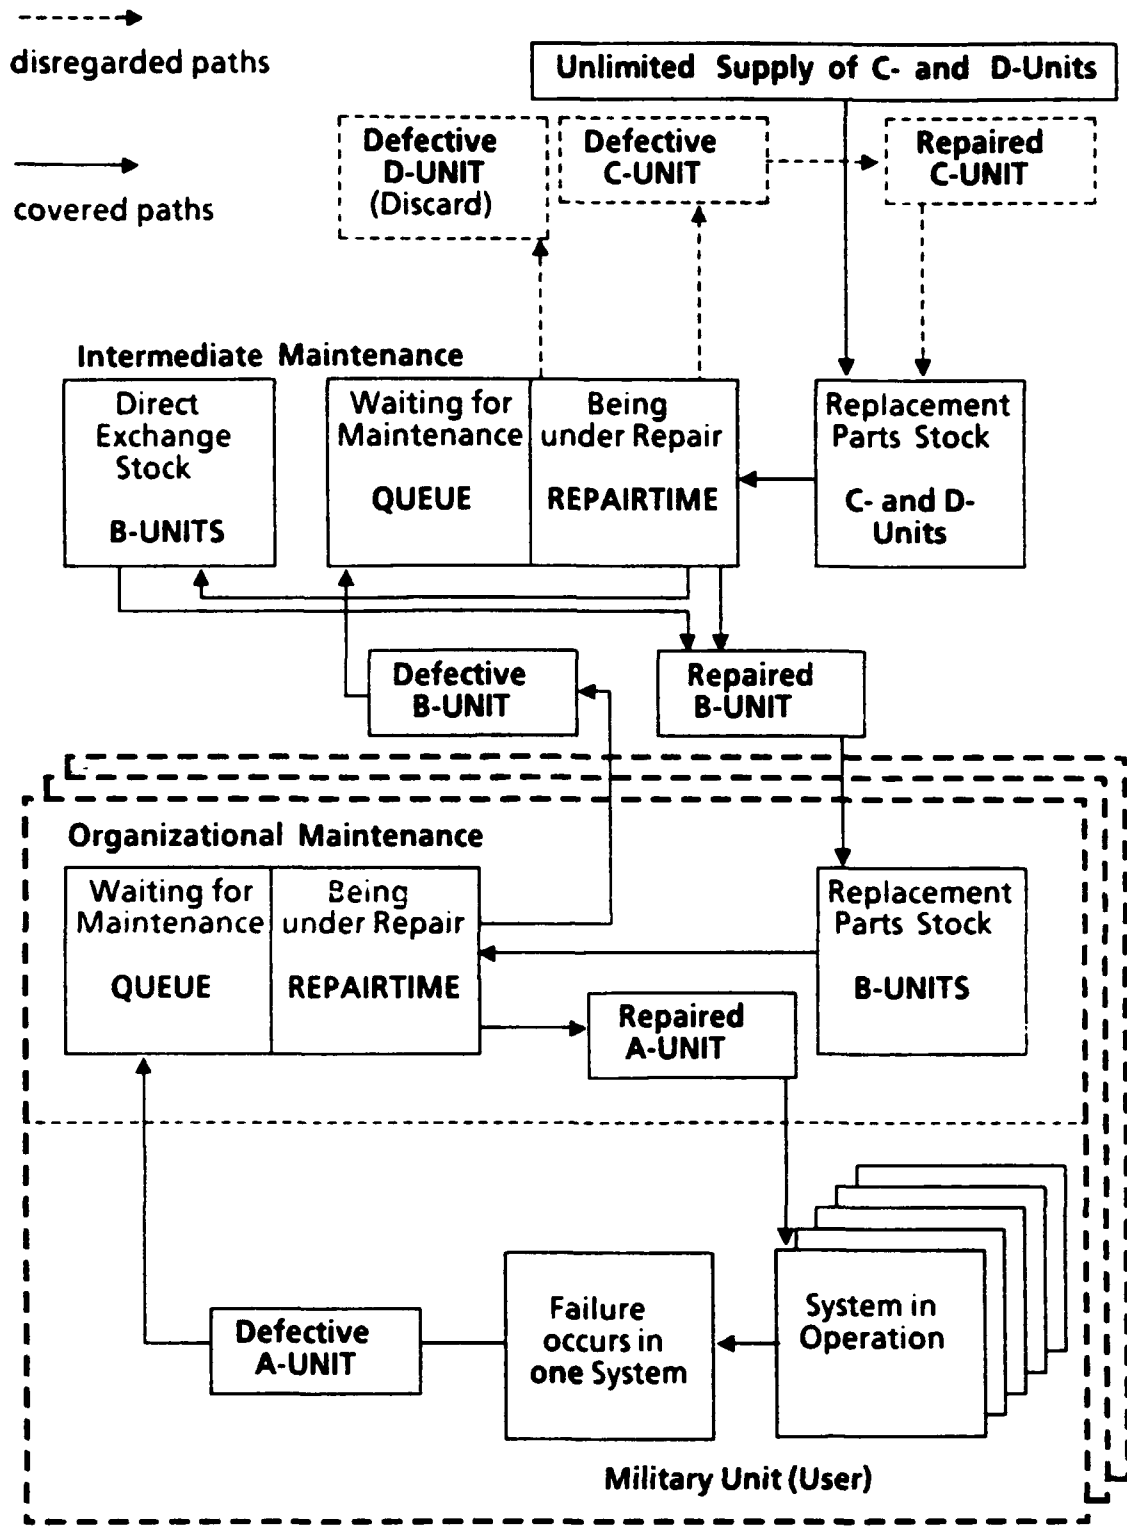 disregarded paths
covered paths
Unlimited Supply of C- and D-Units
Defective
D-UNIT
(Discard)
Defective
C-UNIT
Repaired
C-UNIT
Intermediate Maintenance
Direct
Exchange
Stock
B-UNITS
Waiting for
Maintenance
QUEUE
Being
under Repair
REPAIRTIME
Replacement
Parts Stock
C- and D-
Units
Defective
B-UNIT
Repaired
B-UNIT
Organizational Maintenance
Waiting for
Maintenance
QUEUE
Being
under Repair
REPAIRTIME
Replacement
Parts Stock
B-UNITS
Repaired
A-UNIT
Defective
A-UNIT
Failure
occurs in
one System
System in
Operation
Military Unit (User)